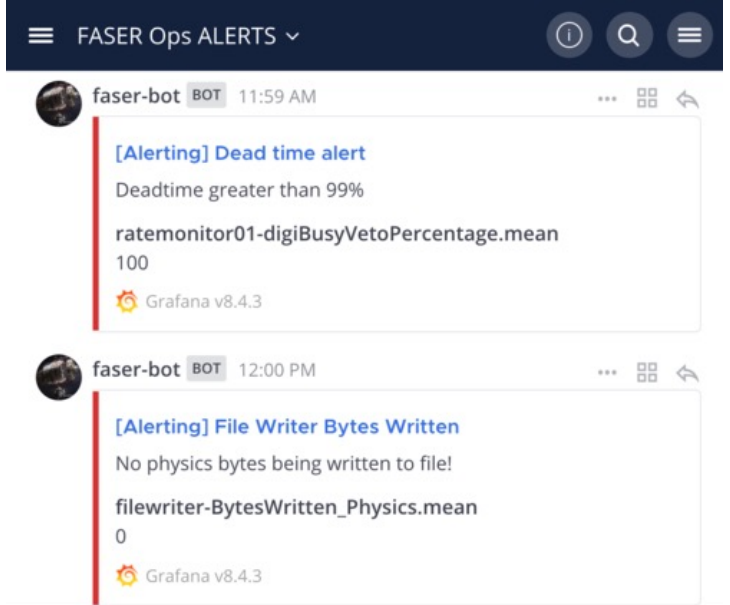 FASER Ops ALERTS
faser-bot BOT 11:59 AM
[Alerting] Dead time alert
Deadtime greater than 99%
ratemonitor01-digiBusyVetoPercentage.mean
100
Grafana v8.4.3
faser-bot BOT 12:00 PM
[Alerting] File Writer Bytes Written
No physics bytes being written to file!
filewriter-BytesWritten_Physics.mean
0
Grafana v8.4.3